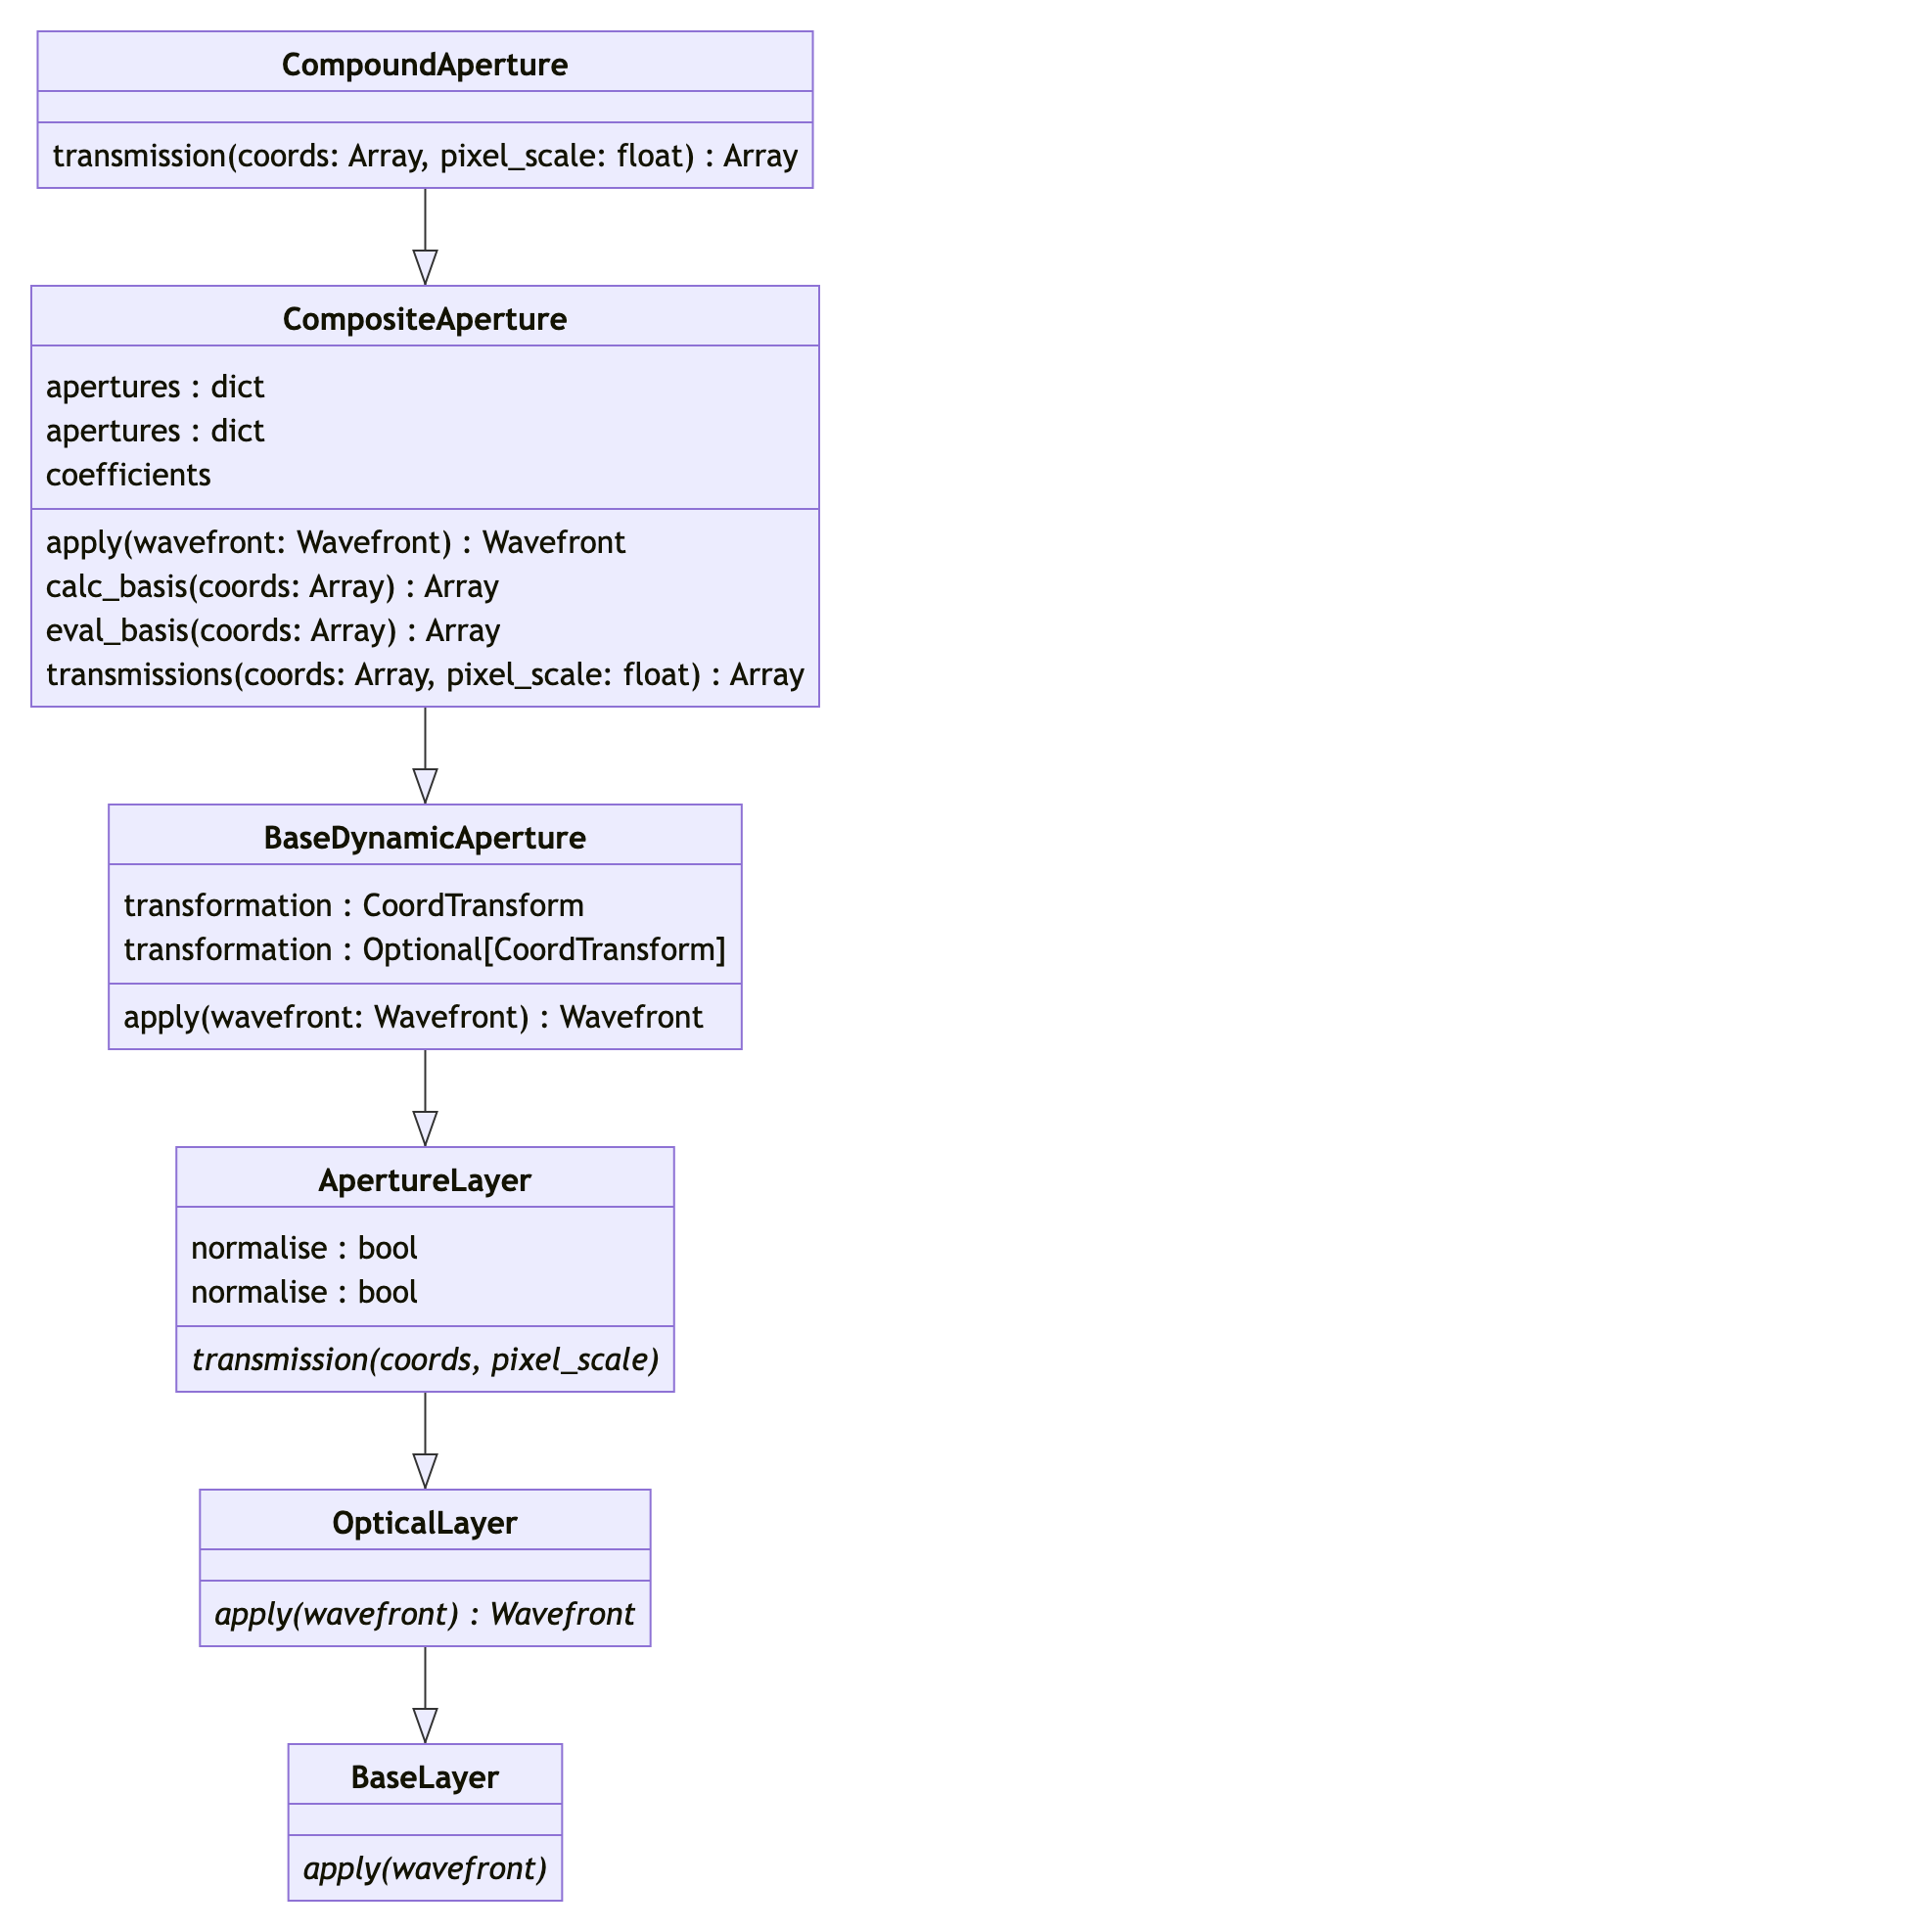 CompoundAperture
transmission(coords: Array, pixel_scale: float) : Array
CompositeAperture
apertures : dict
apertures : dict
coefficients
apply(wavefront: Wavefront) : Wavefront
calc_basis(coords: Array) : Array
eval_basis(coords: Array) : Array
transmissions(coords: Array, pixel_scale: float) : Array
BaseDynamicAperture
transformation : CoordTransform
transformation : Optional[CoordTransform]
apply(wavefront: Wavefront) : Wavefront
ApertureLayer
normalise : bool
normalise : bool
transmission(coords, pixel_scale)
OpticalLayer
apply(wavefront) : Wavefront
BaseLayer
apply(wavefront)